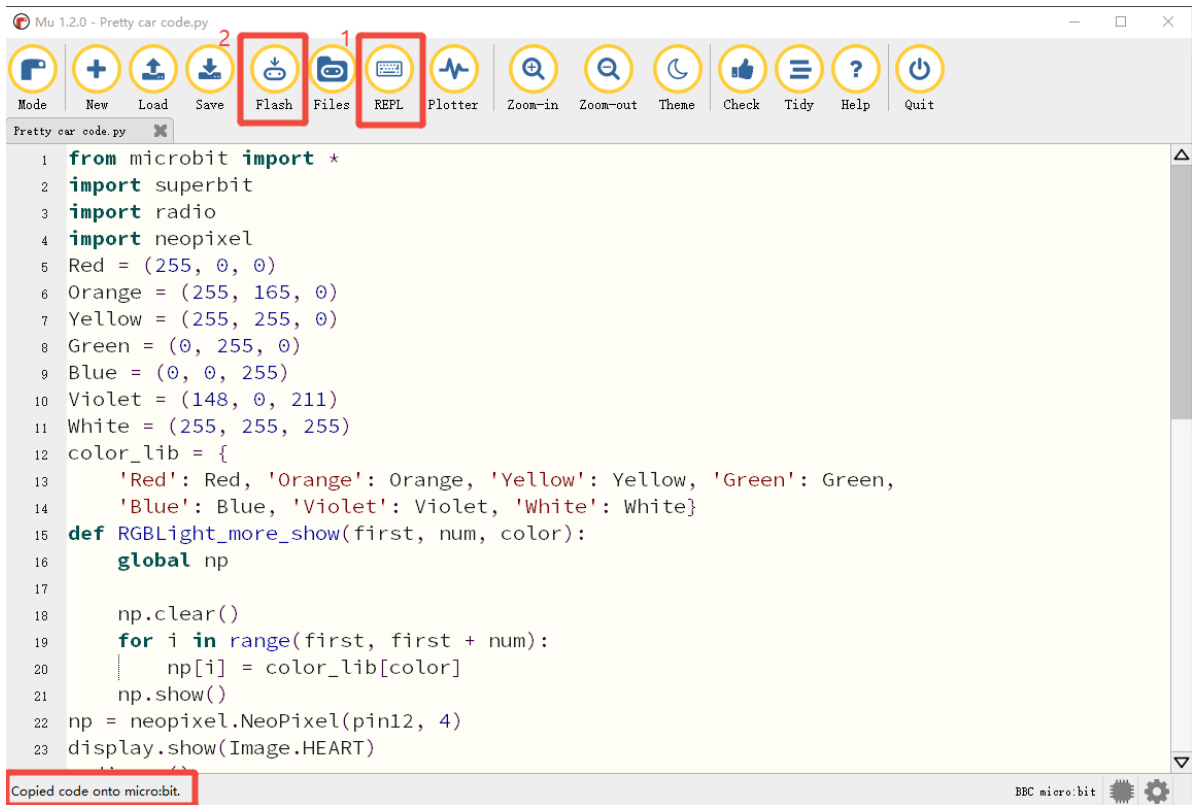 Mu 1.2.0 - Pretty car code.py
2 1
Mode New Load Save Flash Files REPL Plotter Zoom-in Zoom-out Theme Check Tidy Help Quit
Pretty car code.py
1 from microbit import *
2 import superbit
3 import radio
4 import neopixel
5 Red = (255, 0, 0)
6 Orange = (255, 165, 0)
7 Yellow = (255, 255, 0)
8 Green = (0, 255, 0)
9 Blue = (0, 0, 255)
10 Violet = (148, 0, 211)
11 White = (255, 255, 255)
12 color_lib = {
13     'Red': Red, 'Orange': Orange, 'Yellow': Yellow, 'Green': Green,
14     'Blue': Blue, 'Violet': Violet, 'White': White}
15 def RGBLight_more_show(first, num, color):
16     global np
17
18     np.clear()
19     for i in range(first, first + num):
20         np[i] = color_lib[color]
21     np.show()
22 np = neopixel.NeoPixel(pin12, 4)
23 display.show(Image.HEART)
Copied code onto micro:bit. BBC micro:bit